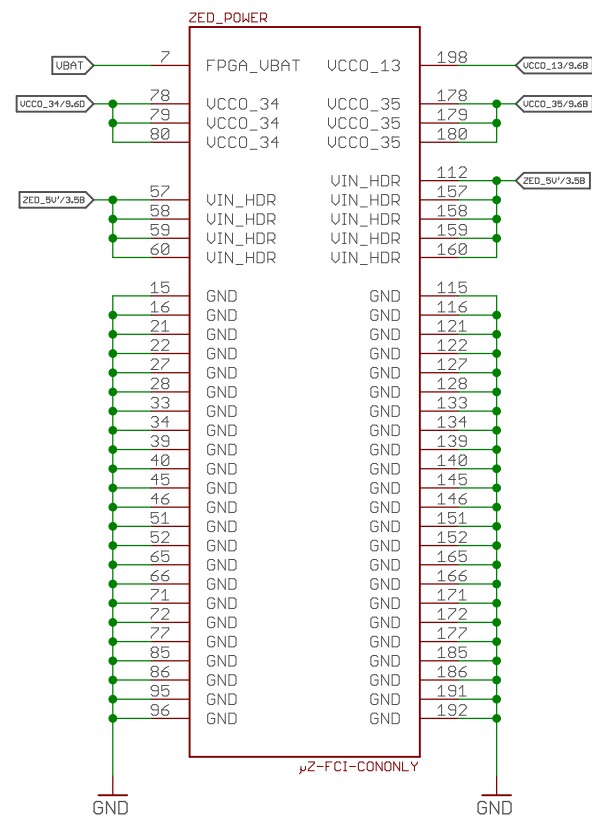 ZED_POWER
VBAT 7 FPGA_VBAT VCCO_13 198 VCCO_13/9.6B
VCCO_34/9.6D 78 VCCO_34 VCCO_35 178 VCCO_35/9.6B
79 VCCO_34 VCCO_35 179
80 VCCO_34 VCCO_35 180
VIN_HDR 112 ZED_5V'/3.5B
ZED_5V'/3.5B 57 VIN_HDR VIN_HDR 157
58 VIN_HDR VIN_HDR 158
59 VIN_HDR VIN_HDR 159
60 VIN_HDR VIN_HDR 160
15 GND GND 115
16 GND GND 116
21 GND GND 121
22 GND GND 122
27 GND GND 127
28 GND GND 128
33 GND GND 133
34 GND GND 134
39 GND GND 139
40 GND GND 140
45 GND GND 145
46 GND GND 146
51 GND GND 151
52 GND GND 152
65 GND GND 165
66 GND GND 166
71 GND GND 171
72 GND GND 172
77 GND GND 177
85 GND GND 185
86 GND GND 186
95 GND GND 191
96 GND GND 192
µZ-FCI-CONONLY
GND GND